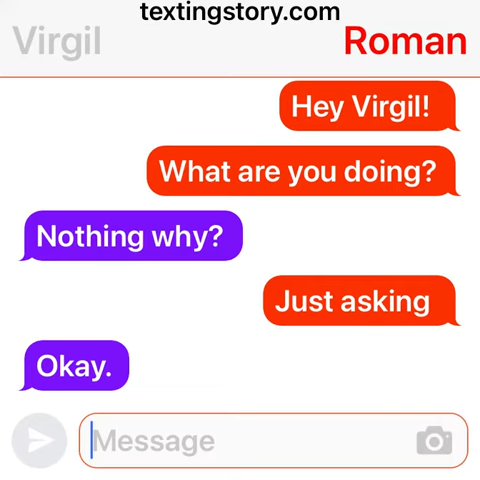 textingstory.com
Virgil
Roman
Hey Virgil!
What are you doing?
Nothing why?
Just asking
Okay.
Message